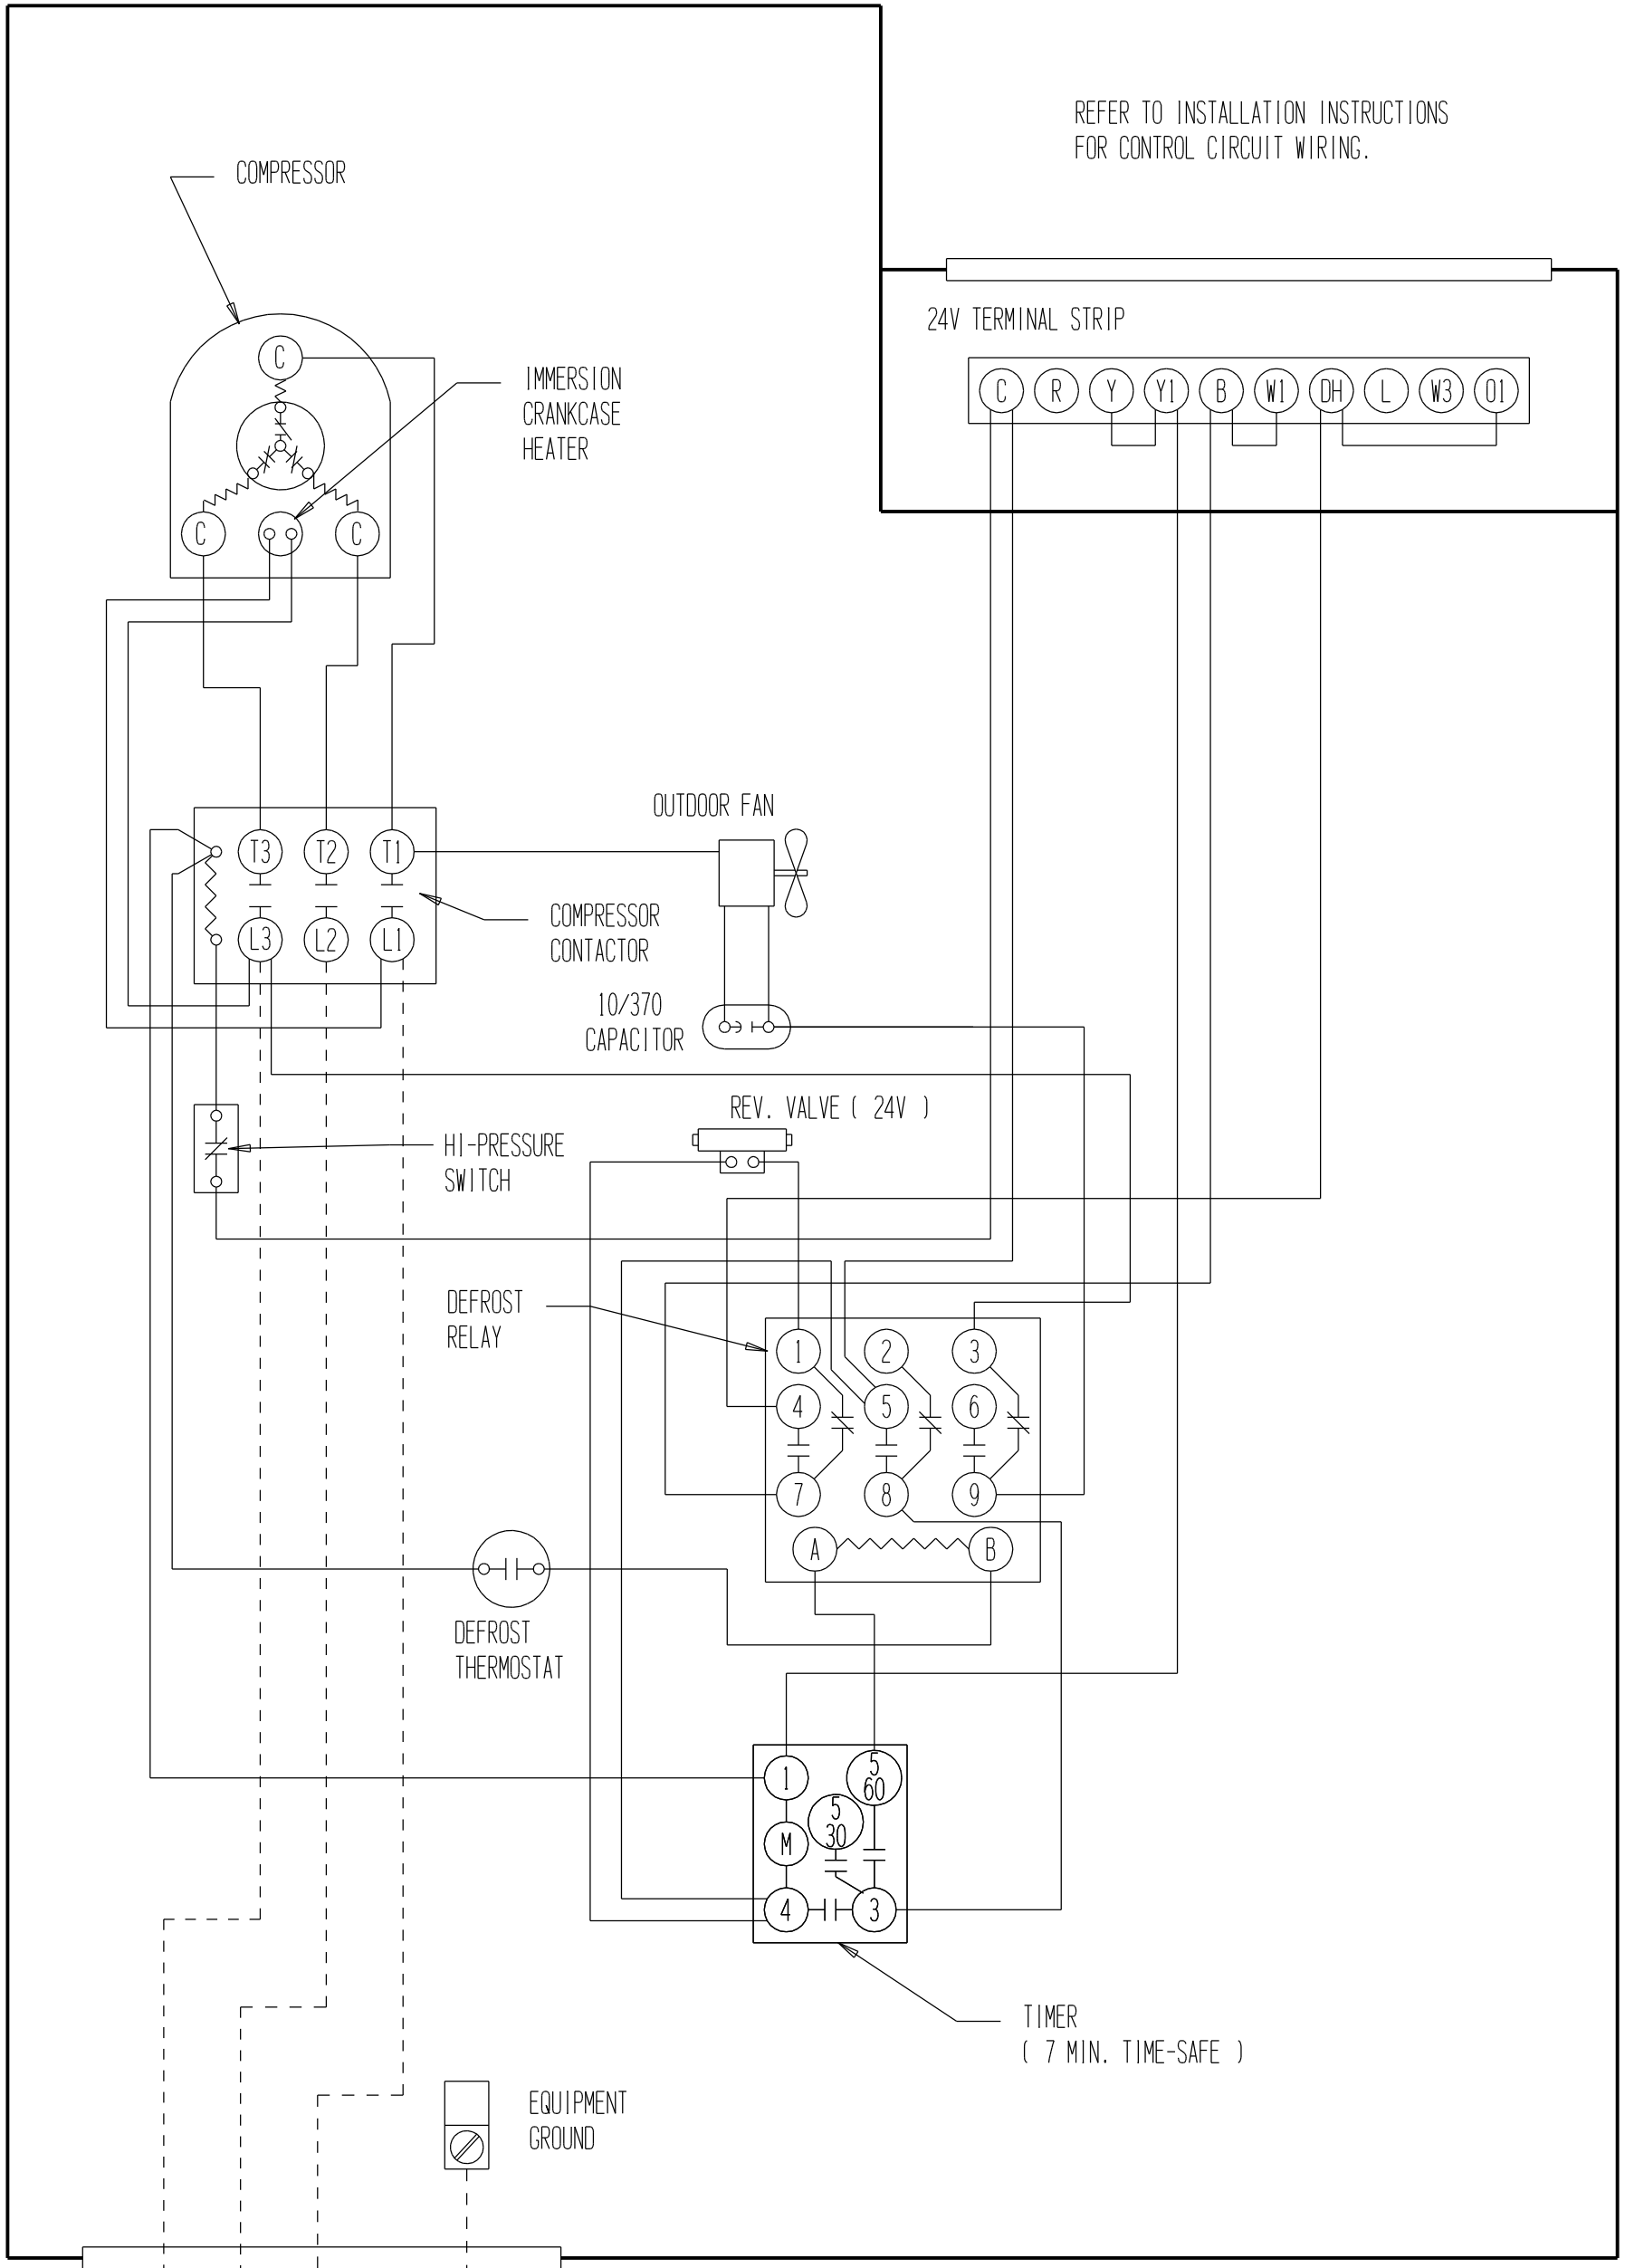 REFER TO INSTALLATION INSTRUCTIONS
FOR CONTROL CIRCUIT WIRING.
COMPRESSOR
24V TERMINAL STRIP
C
IMMERSION
CRANKCASE
HEATER
C R Y Y1 B W1 DH L W3 O1
C C
OUTDOOR FAN
T3 T2 T1
L3 L2 L1
COMPRESSOR
CONTACTOR
10/370
CAPACITOR
REV. VALVE ( 24V )
HI-PRESSURE
SWITCH
DEFROST
RELAY
1 2 3
4 5 6
7 8 9
A B
DEFROST
THERMOSTAT
1
5
60
5
30
M
4 3
TIMER
( 7 MIN. TIME-SAFE )
EQUIPMENT
GROUND